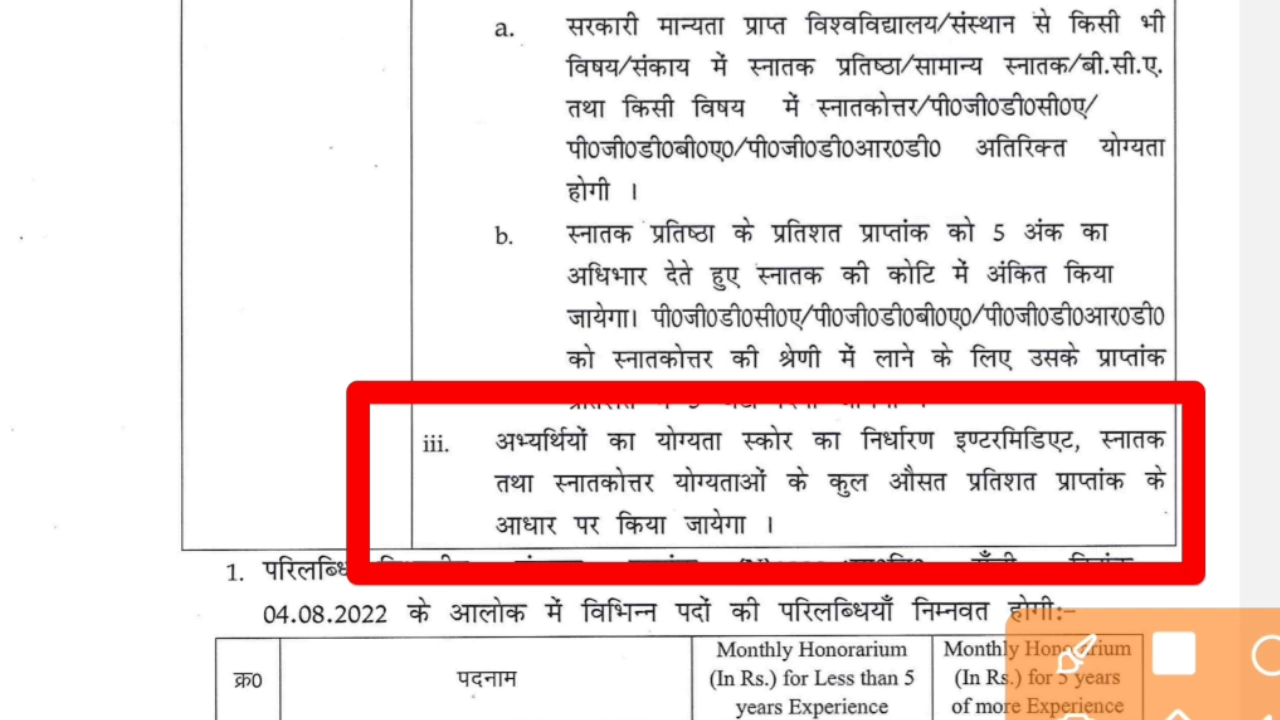 a. सरकारी मान्यता प्राप्त विश्वविद्यालय/संस्थान से किसी भी
विषय/संकाय में स्नातक प्रतिष्ठा/सामान्य स्नातक/बी.सी.ए.
तथा किसी विषय में स्नातकोत्तर/पी0जी0डी0सी0ए/
पी0जी0डी0बी0ए0/पी0जी0डी0आर0डी0 अतिरिक्त योग्यता
होगी ।
b. स्नातक प्रतिष्ठा के प्रतिशत प्राप्तांक को 5 अंक का
अधिभार देते हुए स्नातक की कोटि में अंकित किया
जायेगा। पी0जी0डी0सी0ए/पी0जी0डी0बी0ए0/पी0जी0डी0आर0डी0
को स्नातकोत्तर की श्रेणी में लाने के लिए उसके प्राप्तांक
iii. अभ्यर्थियों का योग्यता स्कोर का निर्धारण इण्टरमिडिएट, स्नातक
तथा स्नातकोत्तर योग्यताओं के कुल औसत प्रतिशत प्राप्तांक के
आधार पर किया जायेगा ।
1.
04.08.2022 के आलोक में विभिन्न पदों की परिलब्धियाँ निम्नवत होगी:-
क्र0 पदनाम
Monthly Honorarium
(In Rs.) for Less than 5
years Experience
Monthly Honorarium
(In Rs.) for 5 years
of more Experience